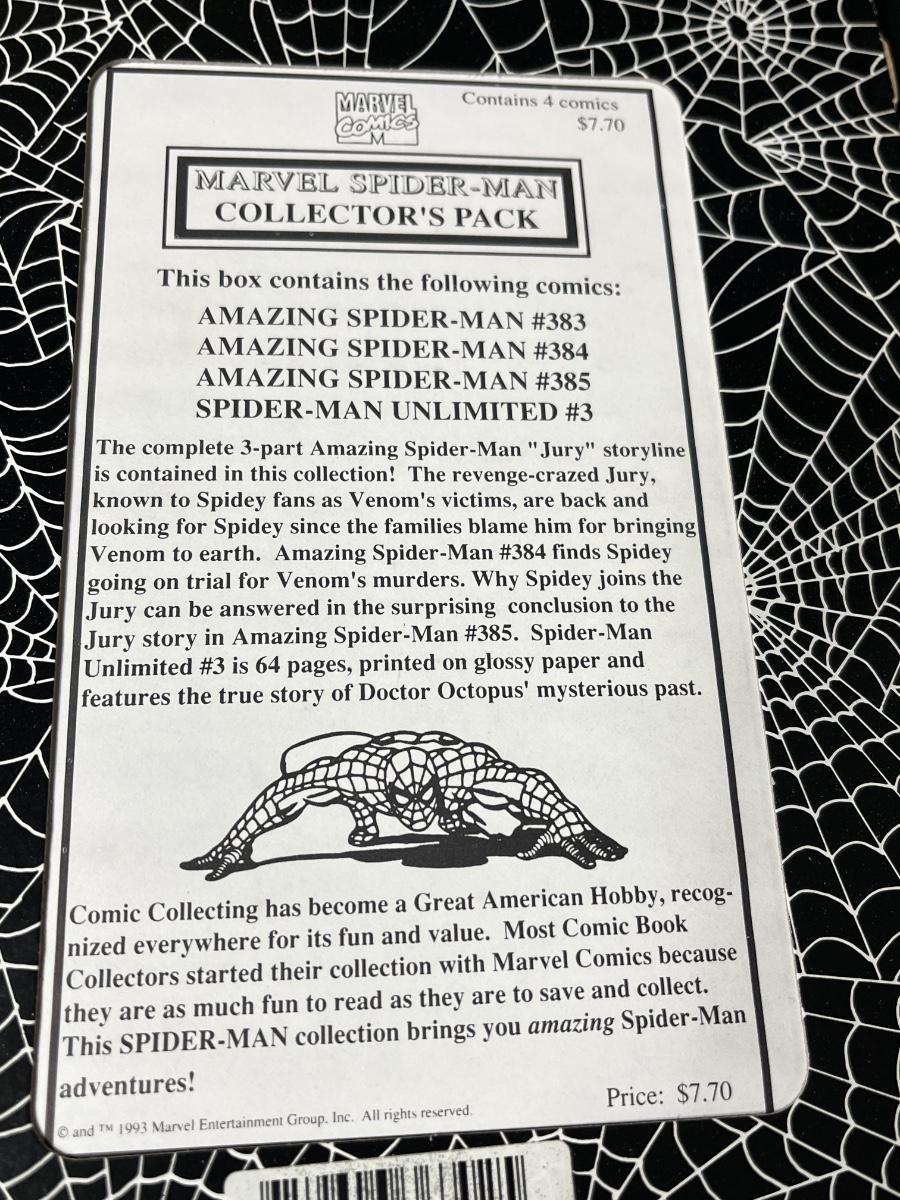 MARVEL
COMICS
M
Contains 4 comics
$7.70
MARVEL SPIDER-MAN
COLLECTOR'S PACK
This box contains the following comics:
AMAZING SPIDER-MAN #383
AMAZING SPIDER-MAN #384
AMAZING SPIDER-MAN #385
SPIDER-MAN UNLIMITED #3
The complete 3-part Amazing Spider-Man "Jury" storyline
is contained in this collection! The revenge-crazed Jury,
known to Spidey fans as Venom's victims, are back and
looking for Spidey since the families blame him for bringing
Venom to earth. Amazing Spider-Man #384 finds Spidey
going on trial for Venom's murders. Why Spidey joins the
Jury can be answered in the surprising conclusion to the
Jury story in Amazing Spider-Man #385. Spider-Man
Unlimited #3 is 64 pages, printed on glossy paper and
features the true story of Doctor Octopus' mysterious past.
Comic Collecting has become a Great American Hobby, recog-
nized everywhere for its fun and value. Most Comic Book
Collectors started their collection with Marvel Comics because
they are as much fun to read as they are to save and collect.
This SPIDER-MAN collection brings you amazing Spider-Man
adventures!
Price: $7.70
© and ™ 1993 Marvel Entertainment Group, Inc. All rights reserved.